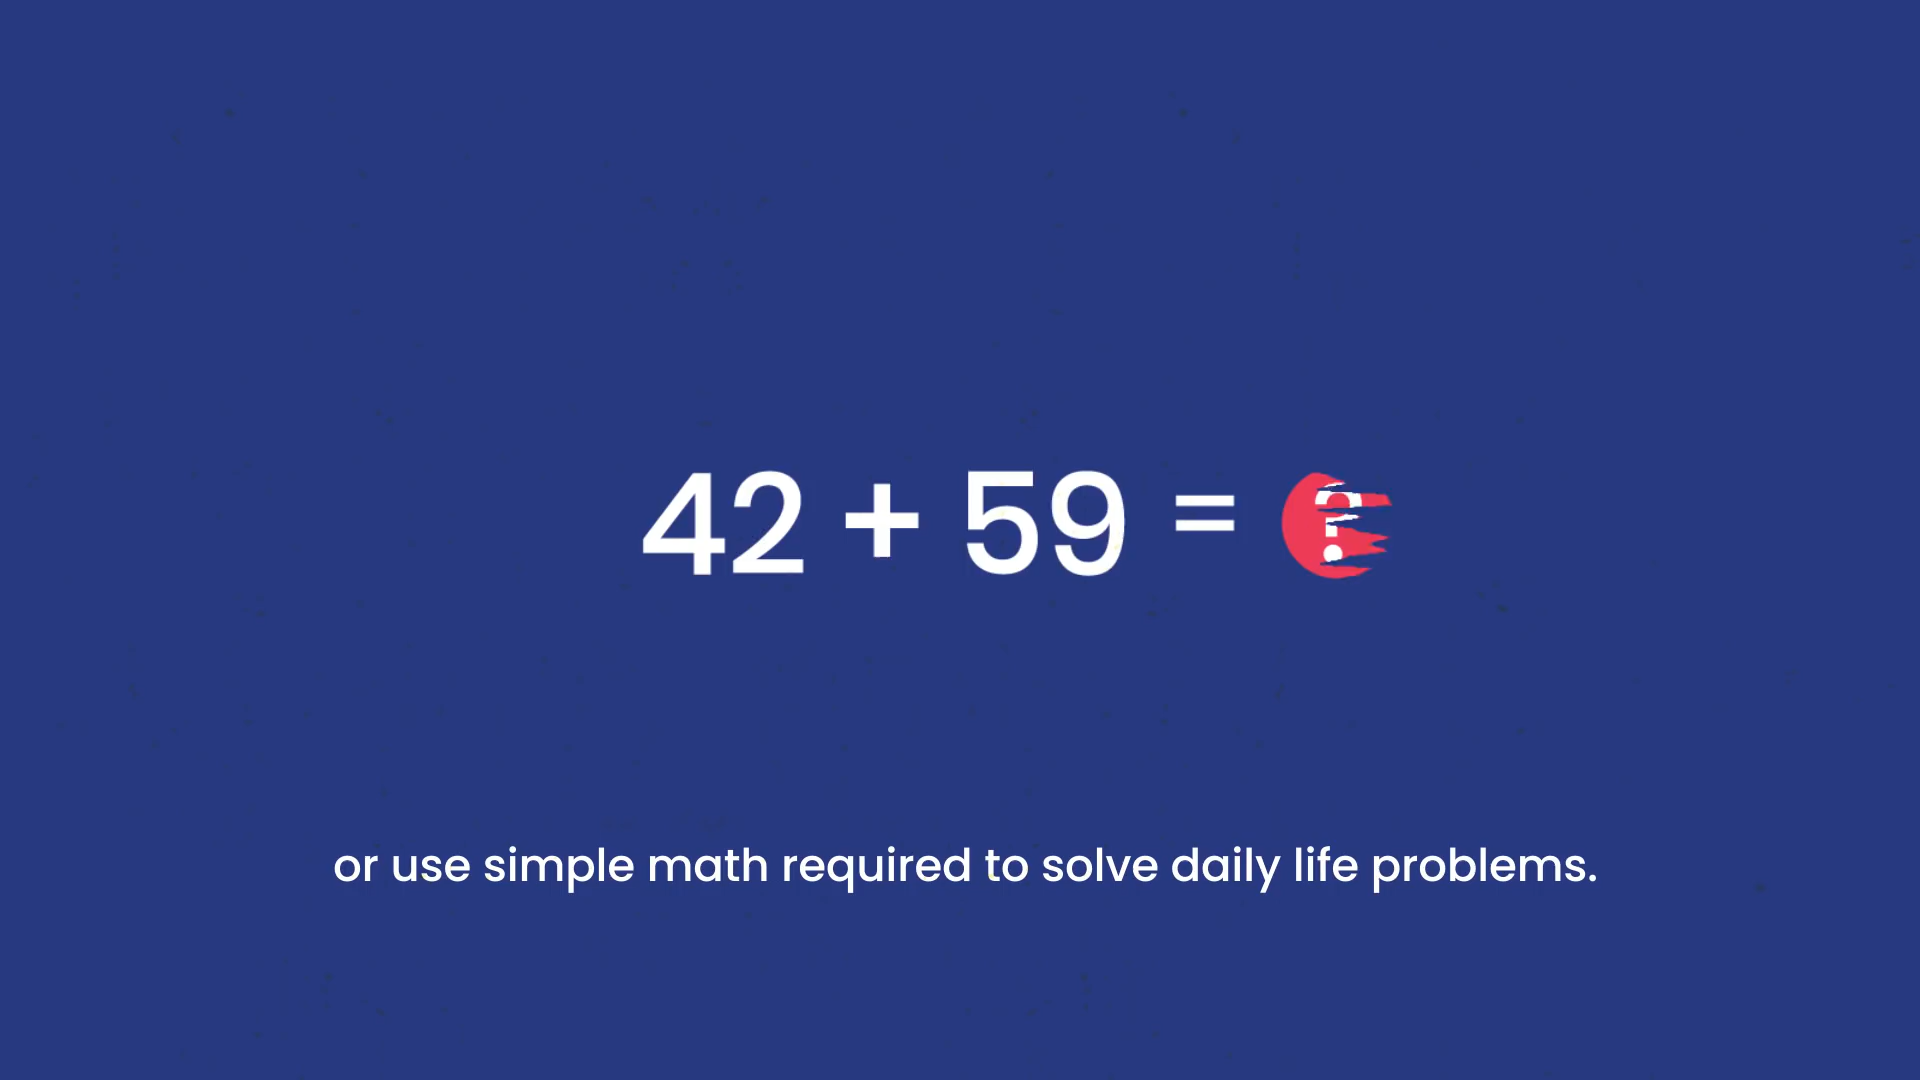 42 + 59 = ?
or use simple math required to solve daily life problems.